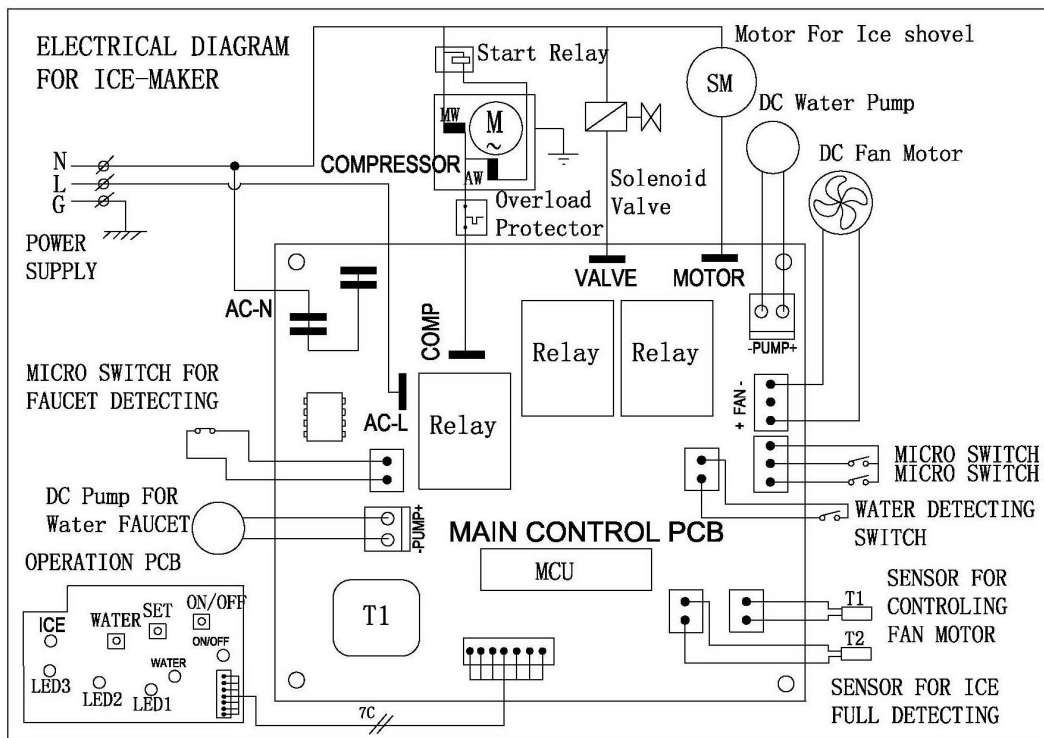 ELECTRICAL DIAGRAM
FOR ICE-MAKER
Start Relay
Motor For Ice shovel
SM
DC Water Pump
DC Fan Motor
MW
M
~
AW
COMPRESSOR
N
L
G
POWER
SUPPLY
Overload
Protector
Solenoid
Valve
VALVE
MOTOR
AC-N
COMP
AC-L
Relay
Relay
Relay
-PUMP+
+ FAN -
MICRO SWITCH FOR
FAUCET DETECTING
MICRO SWITCH
MICRO SWITCH
WATER DETECTING
SWITCH
DC Pump FOR
Water FAUCET
-PUMP+
MAIN CONTROL PCB
MCU
T1
OPERATION PCB
ICE
WATER
SET
ON/OFF
ON/OFF
WATER
LED3
LED2
LED1
7C
T1
T2
SENSOR FOR
CONTROLING
FAN MOTOR
SENSOR FOR ICE
FULL DETECTING